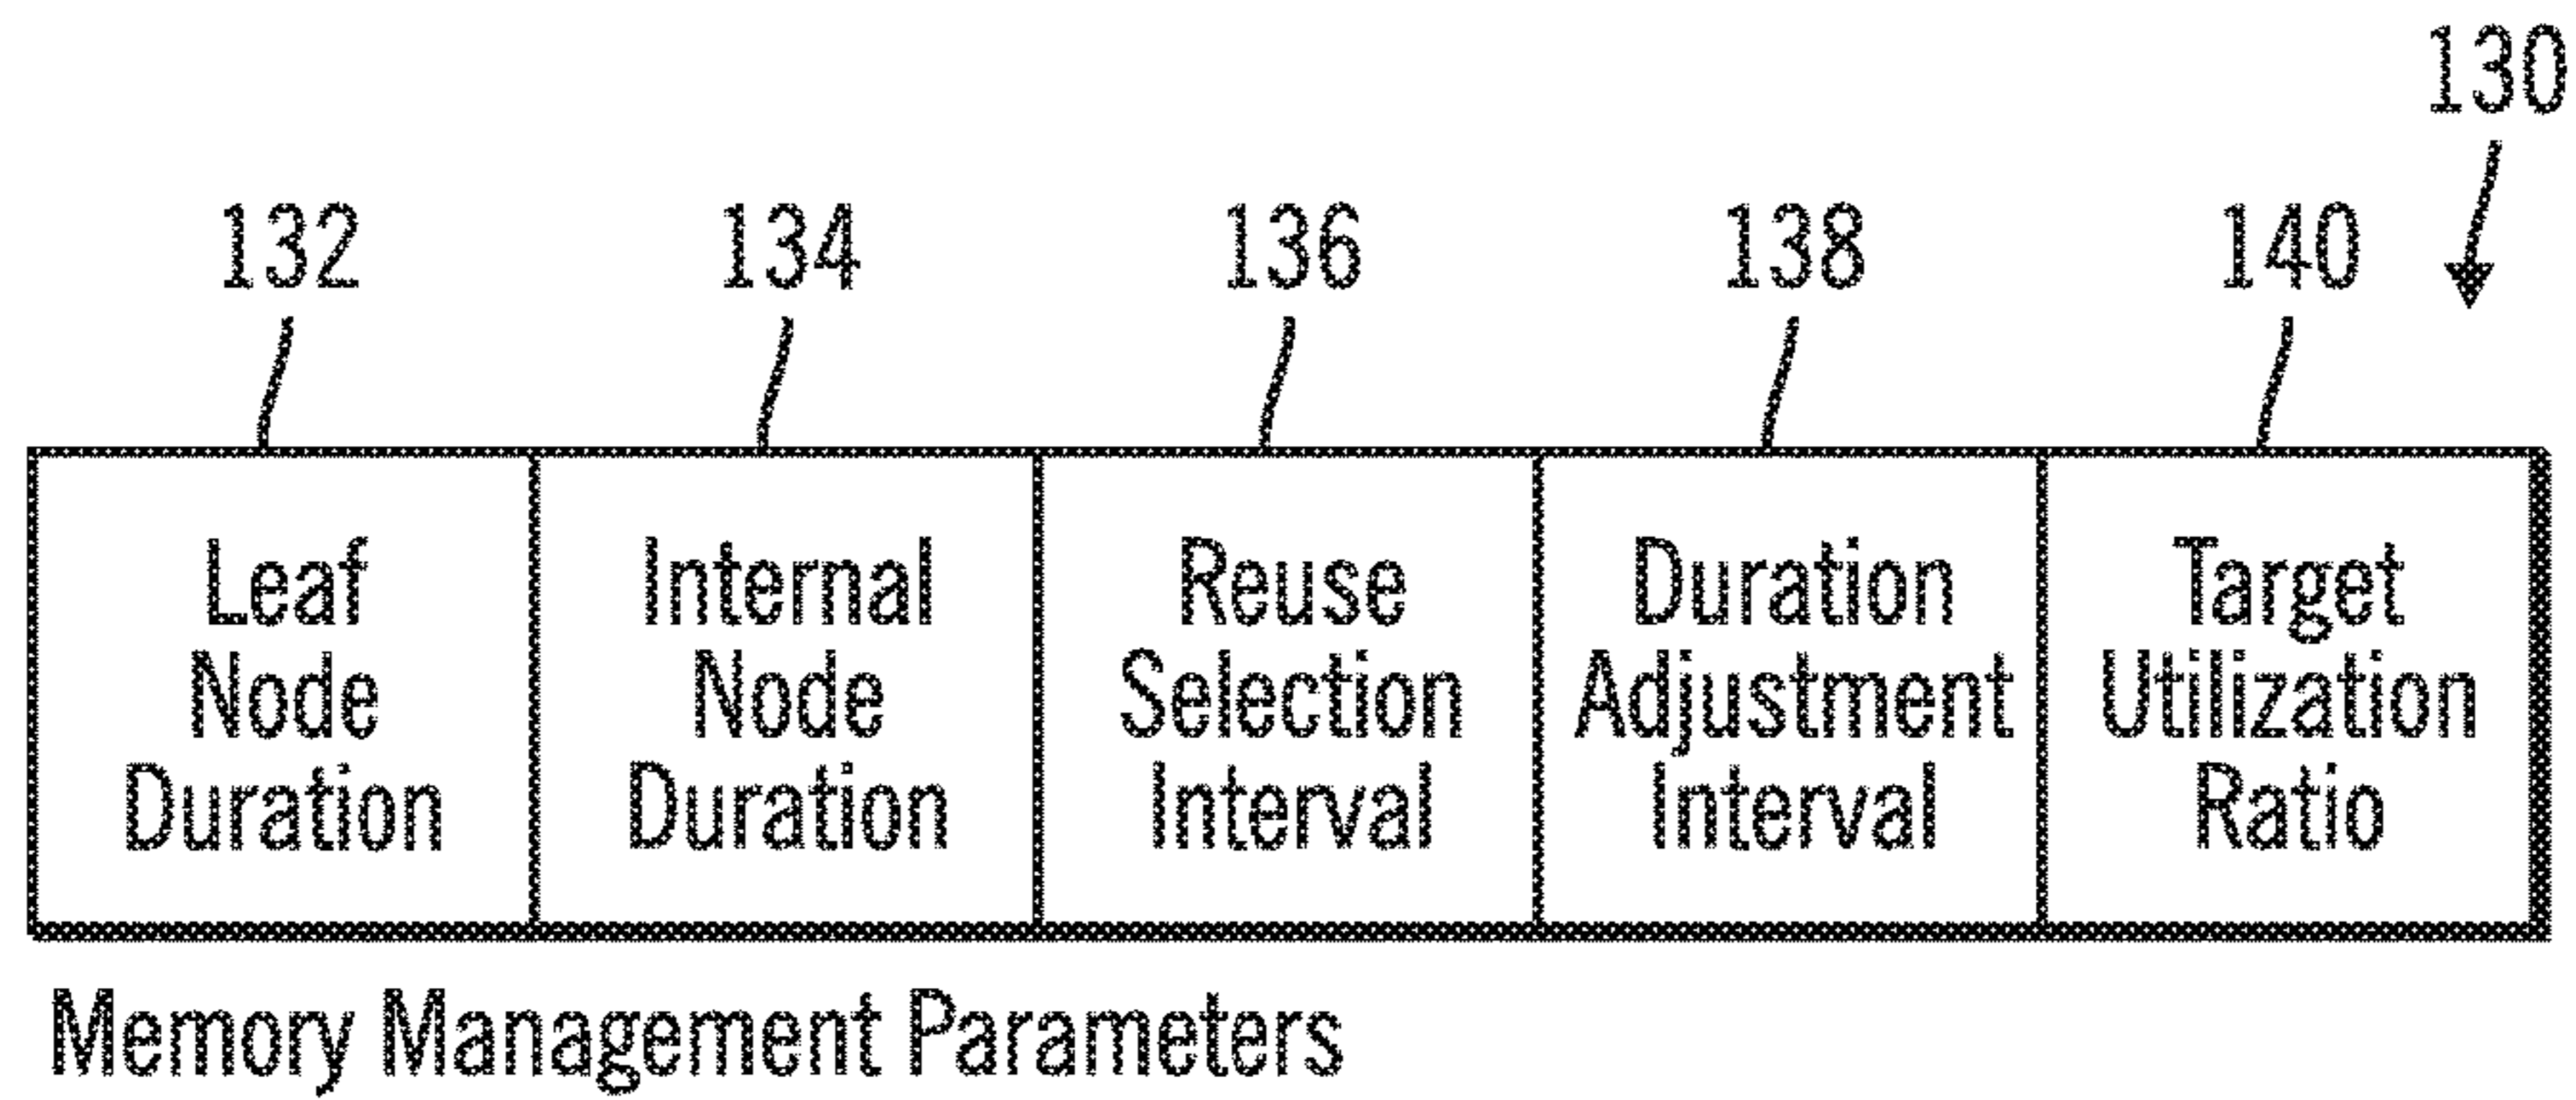 130
132
134
136
138
140
Leaf
Node
Duration
Internal
Node
Duration
Reuse
Selection
Interval
Duration
Adjustment
Interval
Target
Utilization
Ratio
Memory Management Parameters